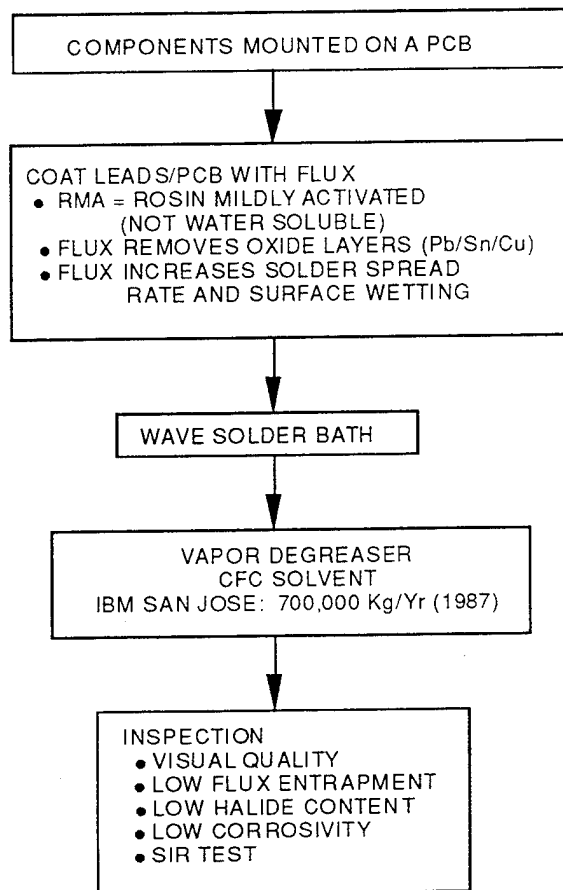 COMPONENTS MOUNTED ON A PCB
COAT LEADS/PCB WITH FLUX
• RMA = ROSIN MILDLY ACTIVATED
(NOT WATER SOLUBLE)
• FLUX REMOVES OXIDE LAYERS (Pb/Sn/Cu)
• FLUX INCREASES SOLDER SPREAD
RATE AND SURFACE WETTING
WAVE SOLDER BATH
VAPOR DEGREASER
CFC SOLVENT
IBM SAN JOSE: 700,000 Kg/Yr (1987)
INSPECTION
• VISUAL QUALITY
• LOW FLUX ENTRAPMENT
• LOW HALIDE CONTENT
• LOW CORROSIVITY
• SIR TEST